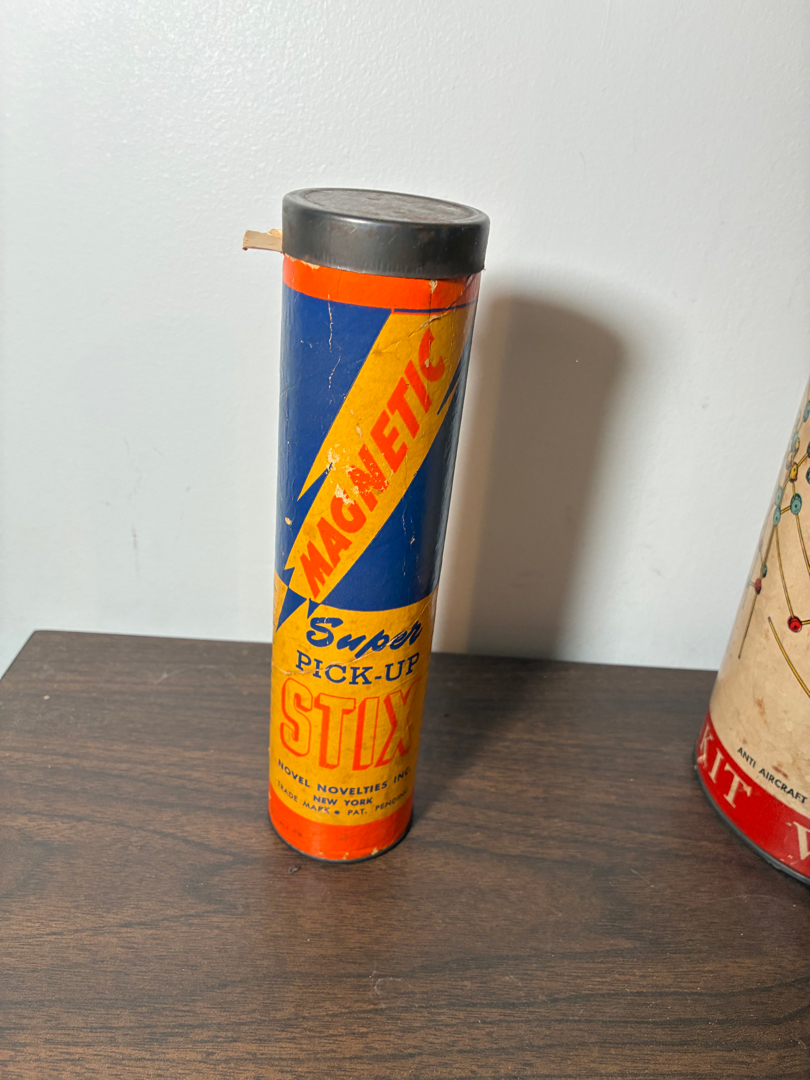 MAGNETIC
Super
PICK-UP
STIX
NOVEL NOVELTIES INC.
NEW YORK
TRADE MARK • PAT. PENDING
ANTI AIRCRAFT
KIT